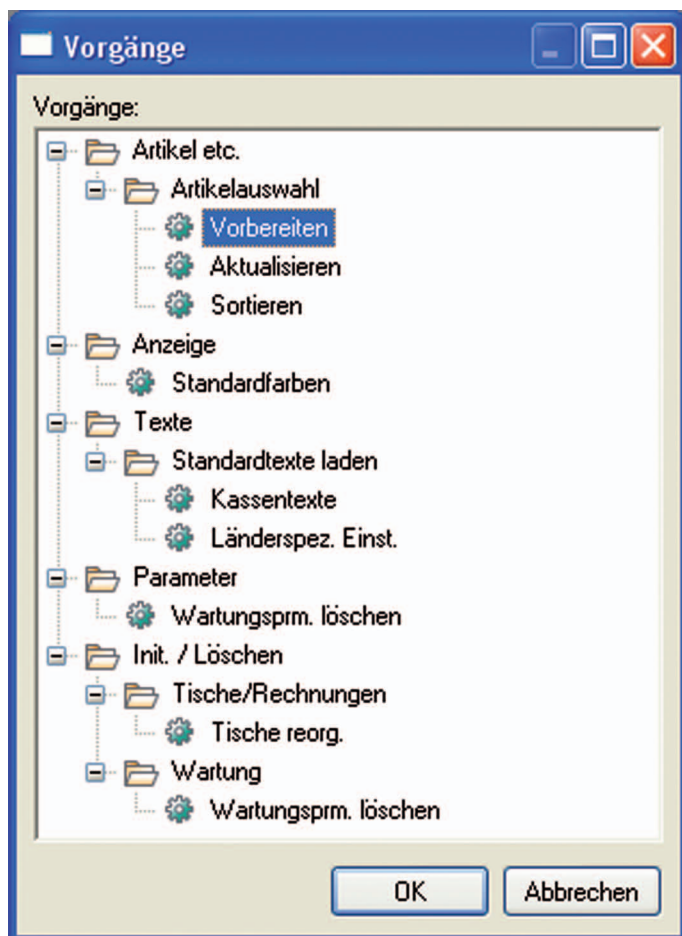 Vorgänge
Vorgänge:
Artikel etc.
Artikelauswahl
Vorbereiten
Aktualisieren
Sortieren
Anzeige
Standardfarben
Texte
Standardtexte laden
Kassentexte
Länderspez. Einst.
Parameter
Wartungsprm. löschen
Init. / Löschen
Tische/Rechnungen
Tische reorg.
Wartung
Wartungsprm. löschen
OK Abbrechen